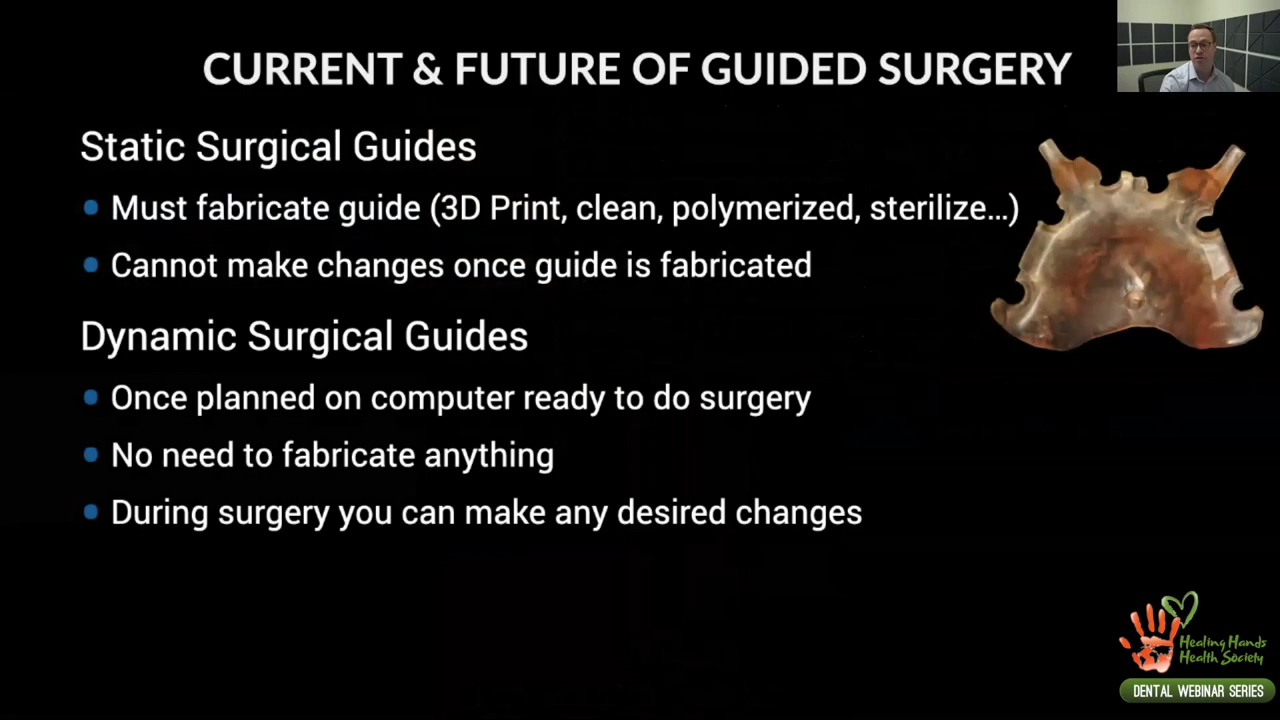 CURRENT & FUTURE OF GUIDED SURGERY
Static Surgical Guides
Must fabricate guide (3D Print, clean, polymerized, sterilize...)
Cannot make changes once guide is fabricated
Dynamic Surgical Guides
Once planned on computer ready to do surgery
No need to fabricate anything
During surgery you can make any desired changes
Healing Hands
Health Society
DENTAL WEBINAR SERIES